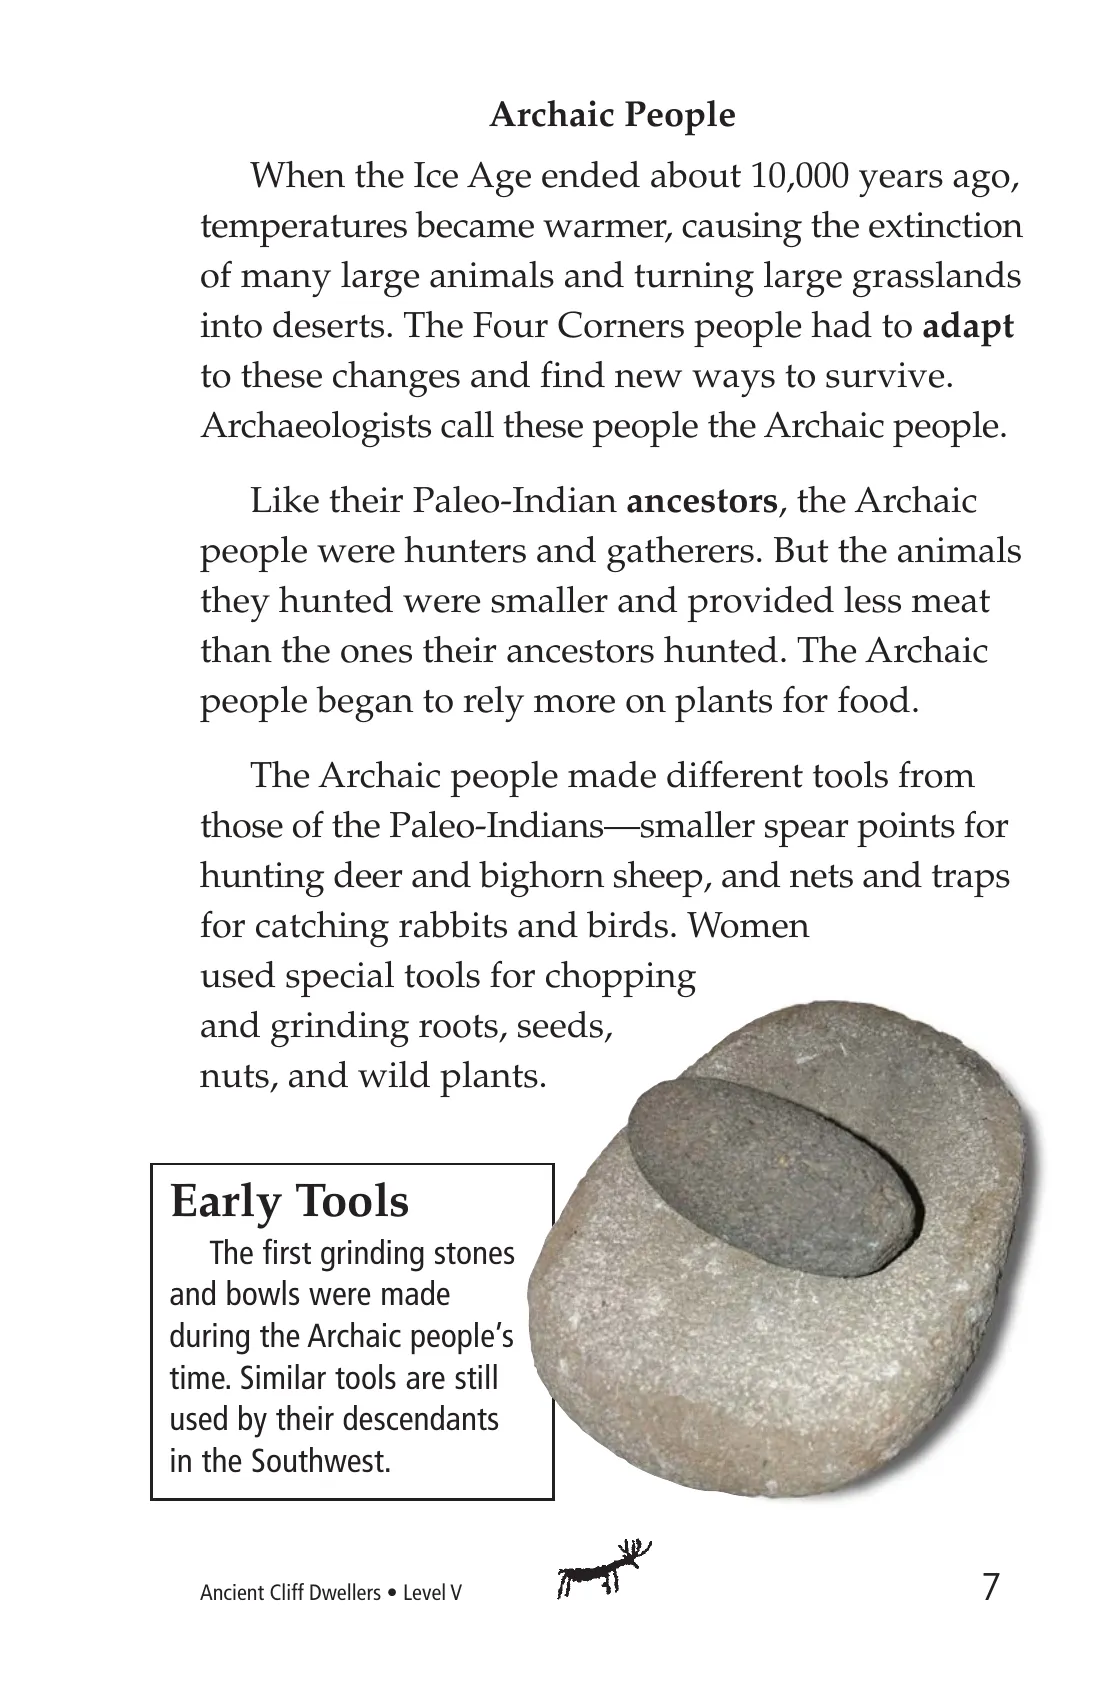 Archaic People
When the Ice Age ended about 10,000 years ago,
temperatures became warmer, causing the extinction
of many large animals and turning large grasslands
into deserts. The Four Corners people had to adapt
to these changes and find new ways to survive.
Archaeologists call these people the Archaic people.
Like their Paleo-Indian ancestors, the Archaic
people were hunters and gatherers. But the animals
they hunted were smaller and provided less meat
than the ones their ancestors hunted. The Archaic
people began to rely more on plants for food.
The Archaic people made different tools from
those of the Paleo-Indians—smaller spear points for
hunting deer and bighorn sheep, and nets and traps
for catching rabbits and birds. Women
used special tools for chopping
and grinding roots, seeds,
nuts, and wild plants.
Early Tools
The first grinding stones
and bowls were made
during the Archaic people’s
time. Similar tools are still
used by their descendants
in the Southwest.
Ancient Cliff Dwellers • Level V
7